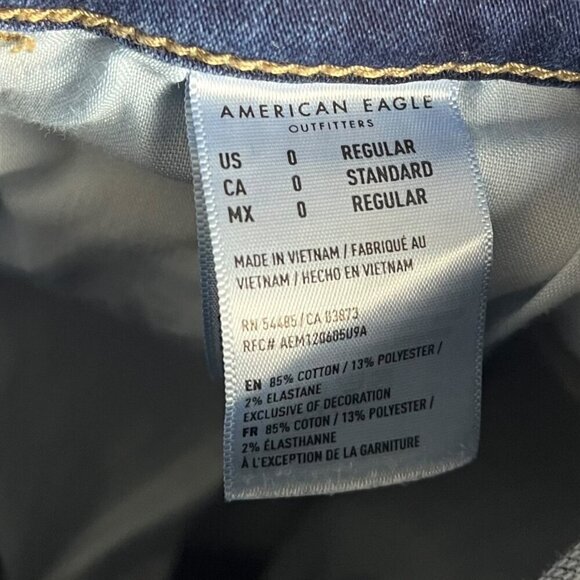 AMERICAN EAGLE
OUTFITTERS
US 0 REGULAR
CA 0 STANDARD
MX 0 REGULAR
MADE IN VIETNAM / FABRIQUÉ AU
VIETNAM / HECHO EN VIETNAM
RN 54485 / CA 03873
RFC# AEM120605U9A
EN 85% COTTON / 13% POLYESTER /
2% ELASTANE
EXCLUSIVE OF DECORATION
FR 85% COTON / 13% POLYESTER /
2% ÉLASTHANNE
À L'EXCEPTION DE LA GARNITURE